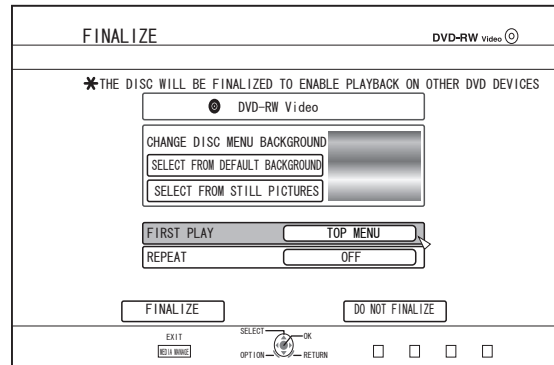 FINALIZE
DVD-RW Video
*THE DISC WILL BE FINALIZED TO ENABLE PLAYBACK ON OTHER DVD DEVICES
DVD-RW Video
CHANGE DISC MENU BACKGROUND
SELECT FROM DEFAULT BACKGROUND
SELECT FROM STILL PICTURES
FIRST PLAY TOP MENU
REPEAT OFF
FINALIZE DO NOT FINALIZE
EXIT
MEDIA MANAGE
SELECT OK
OPTION RETURN